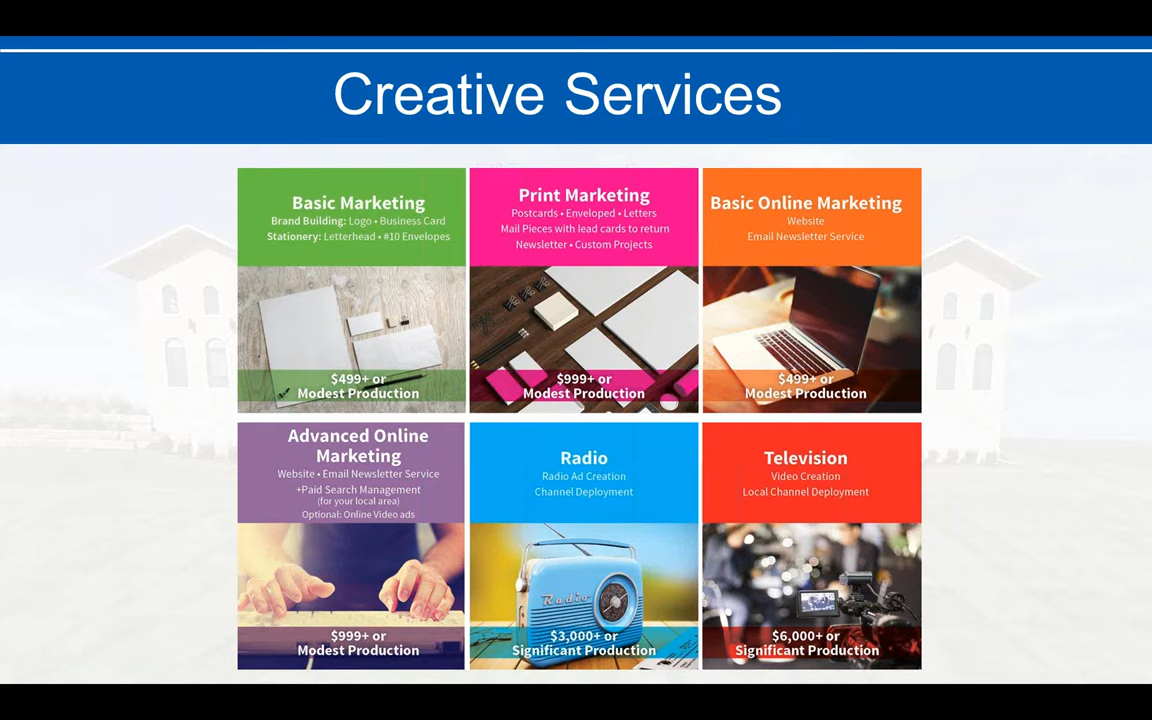 Creative Services
Basic Marketing
Brand Building: Logo • Business Card
Stationery: Letterhead • #10 Envelopes
$499+ or
Modest Production
Print Marketing
Postcards • Enveloped • Letters
Mail Pieces with lead cards to return
Newsletter • Custom Projects
$999+ or
Modest Production
Basic Online Marketing
Website
Email Newsletter Service
$499+ or
Modest Production
Advanced Online
Marketing
Website • Email Newsletter Service
+Paid Search Management
(for your local area)
Optional: Online Video ads
$999+ or
Modest Production
Radio
Radio Ad Creation
Channel Deployment
Radio
$3,000+ or
Significant Production
Television
Video Creation
Local Channel Deployment
$6,000+ or
Significant Production